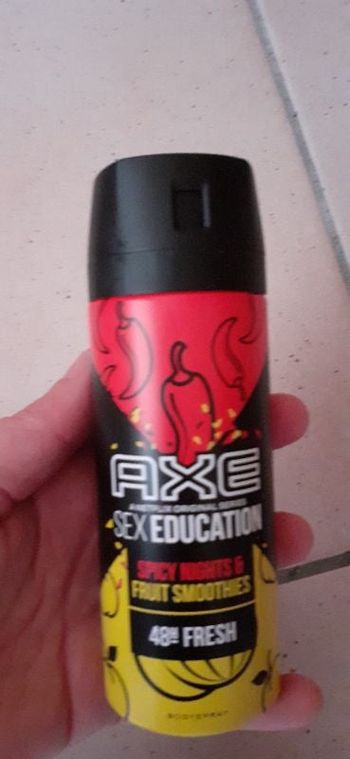 AXE
A NETFLIX ORIGINAL SERIES
SEX EDUCATION
SPICY NIGHTS &
FRUIT SMOOTHIES
48H FRESH
BODYSPRAY